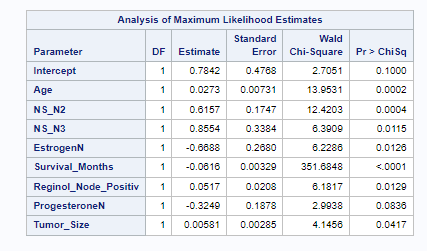 Analysis of Maximum Likelihood Estimates
Parameter DF Estimate Standard Error Wald Chi-Square Pr > ChiSq
Intercept 1 0.7842 0.4768 2.7051 0.1000
Age 1 0.0273 0.00731 13.9531 0.0002
NS_N2 1 0.6157 0.1747 12.4203 0.0004
NS_N3 1 0.8554 0.3384 6.3909 0.0115
EstrogenN 1 -0.6688 0.2680 6.2286 0.0126
Survival_Months 1 -0.0616 0.00329 351.6848 <.0001
Reginol_Node_Positiv 1 0.0517 0.0208 6.1817 0.0129
ProgesteroneN 1 -0.3249 0.1878 2.9938 0.0836
Tumor_Size 1 0.00581 0.00285 4.1456 0.0417